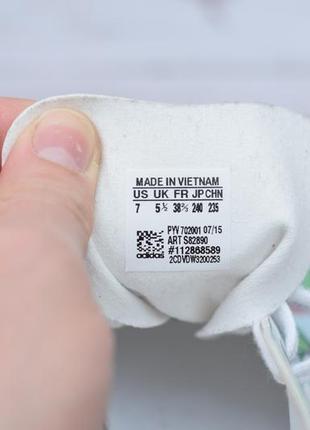 MADE IN VIETNAM
US UK FR JP CHN
7 5½ 38⅔ 240 235
PYV 702001 07/15
ART S82890
#112868589
2CDVDW3200253
adidas